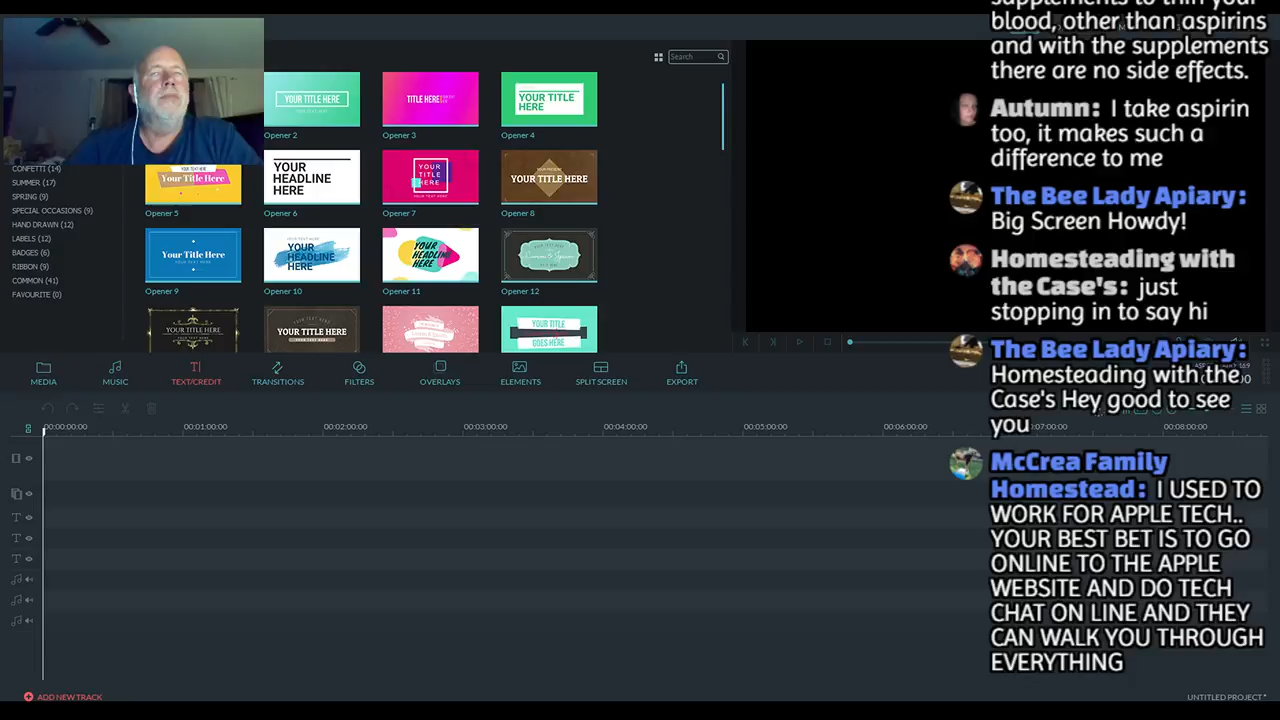 Search
YOUR TITLE HERE
TITLE HERE
YOUR TITLE
HERE
Opener 2
Opener 3
Opener 4
CONFETTI (14)
SUMMER (17)
SPRING (9)
SPECIAL OCCASIONS (9)
HAND DRAWN (12)
LABELS (12)
BADGES (6)
RIBBON (9)
COMMON (41)
FAVOURITE (0)
Your Title Here
YOUR
HEADLINE
HERE
YOUR
TITLE
HERE
YOUR TITLE HERE
Opener 5
Opener 6
Opener 7
Opener 8
Your Title Here
YOUR
HEADLINE
HERE
YOUR
HEADLINE
HERE
Opener 9
Opener 10
Opener 11
Opener 12
YOUR TITLE HERE
YOUR TITLE HERE
YOUR TITLE
GOES HERE
MEDIA
MUSIC
TEXT/CREDIT
TRANSITIONS
FILTERS
OVERLAYS
ELEMENTS
SPLIT SCREEN
EXPORT
00:00:00:00
00:01:00:00
00:02:00:00
00:03:00:00
00:04:00:00
00:05:00:00
00:06:00:00
00:07:00:00
00:08:00:00
ADD NEW TRACK
UNTITLED PROJECT*
supplements to thin your
blood, other than aspirins
and with the supplements
there are no side effects.
Autumn: I take aspirin
too, it makes such a
difference to me
The Bee Lady Apiary:
Big Screen Howdy!
Homesteading with
the Case's: just
stopping in to say hi
The Bee Lady Apiary:
Homesteading with the
Case's Hey good to see
you
McCrea Family
Homestead: I USED TO
WORK FOR APPLE TECH..
YOUR BEST BET IS TO GO
ONLINE TO THE APPLE
WEBSITE AND DO TECH
CHAT ON LINE AND THEY
CAN WALK YOU THROUGH
EVERYTHING